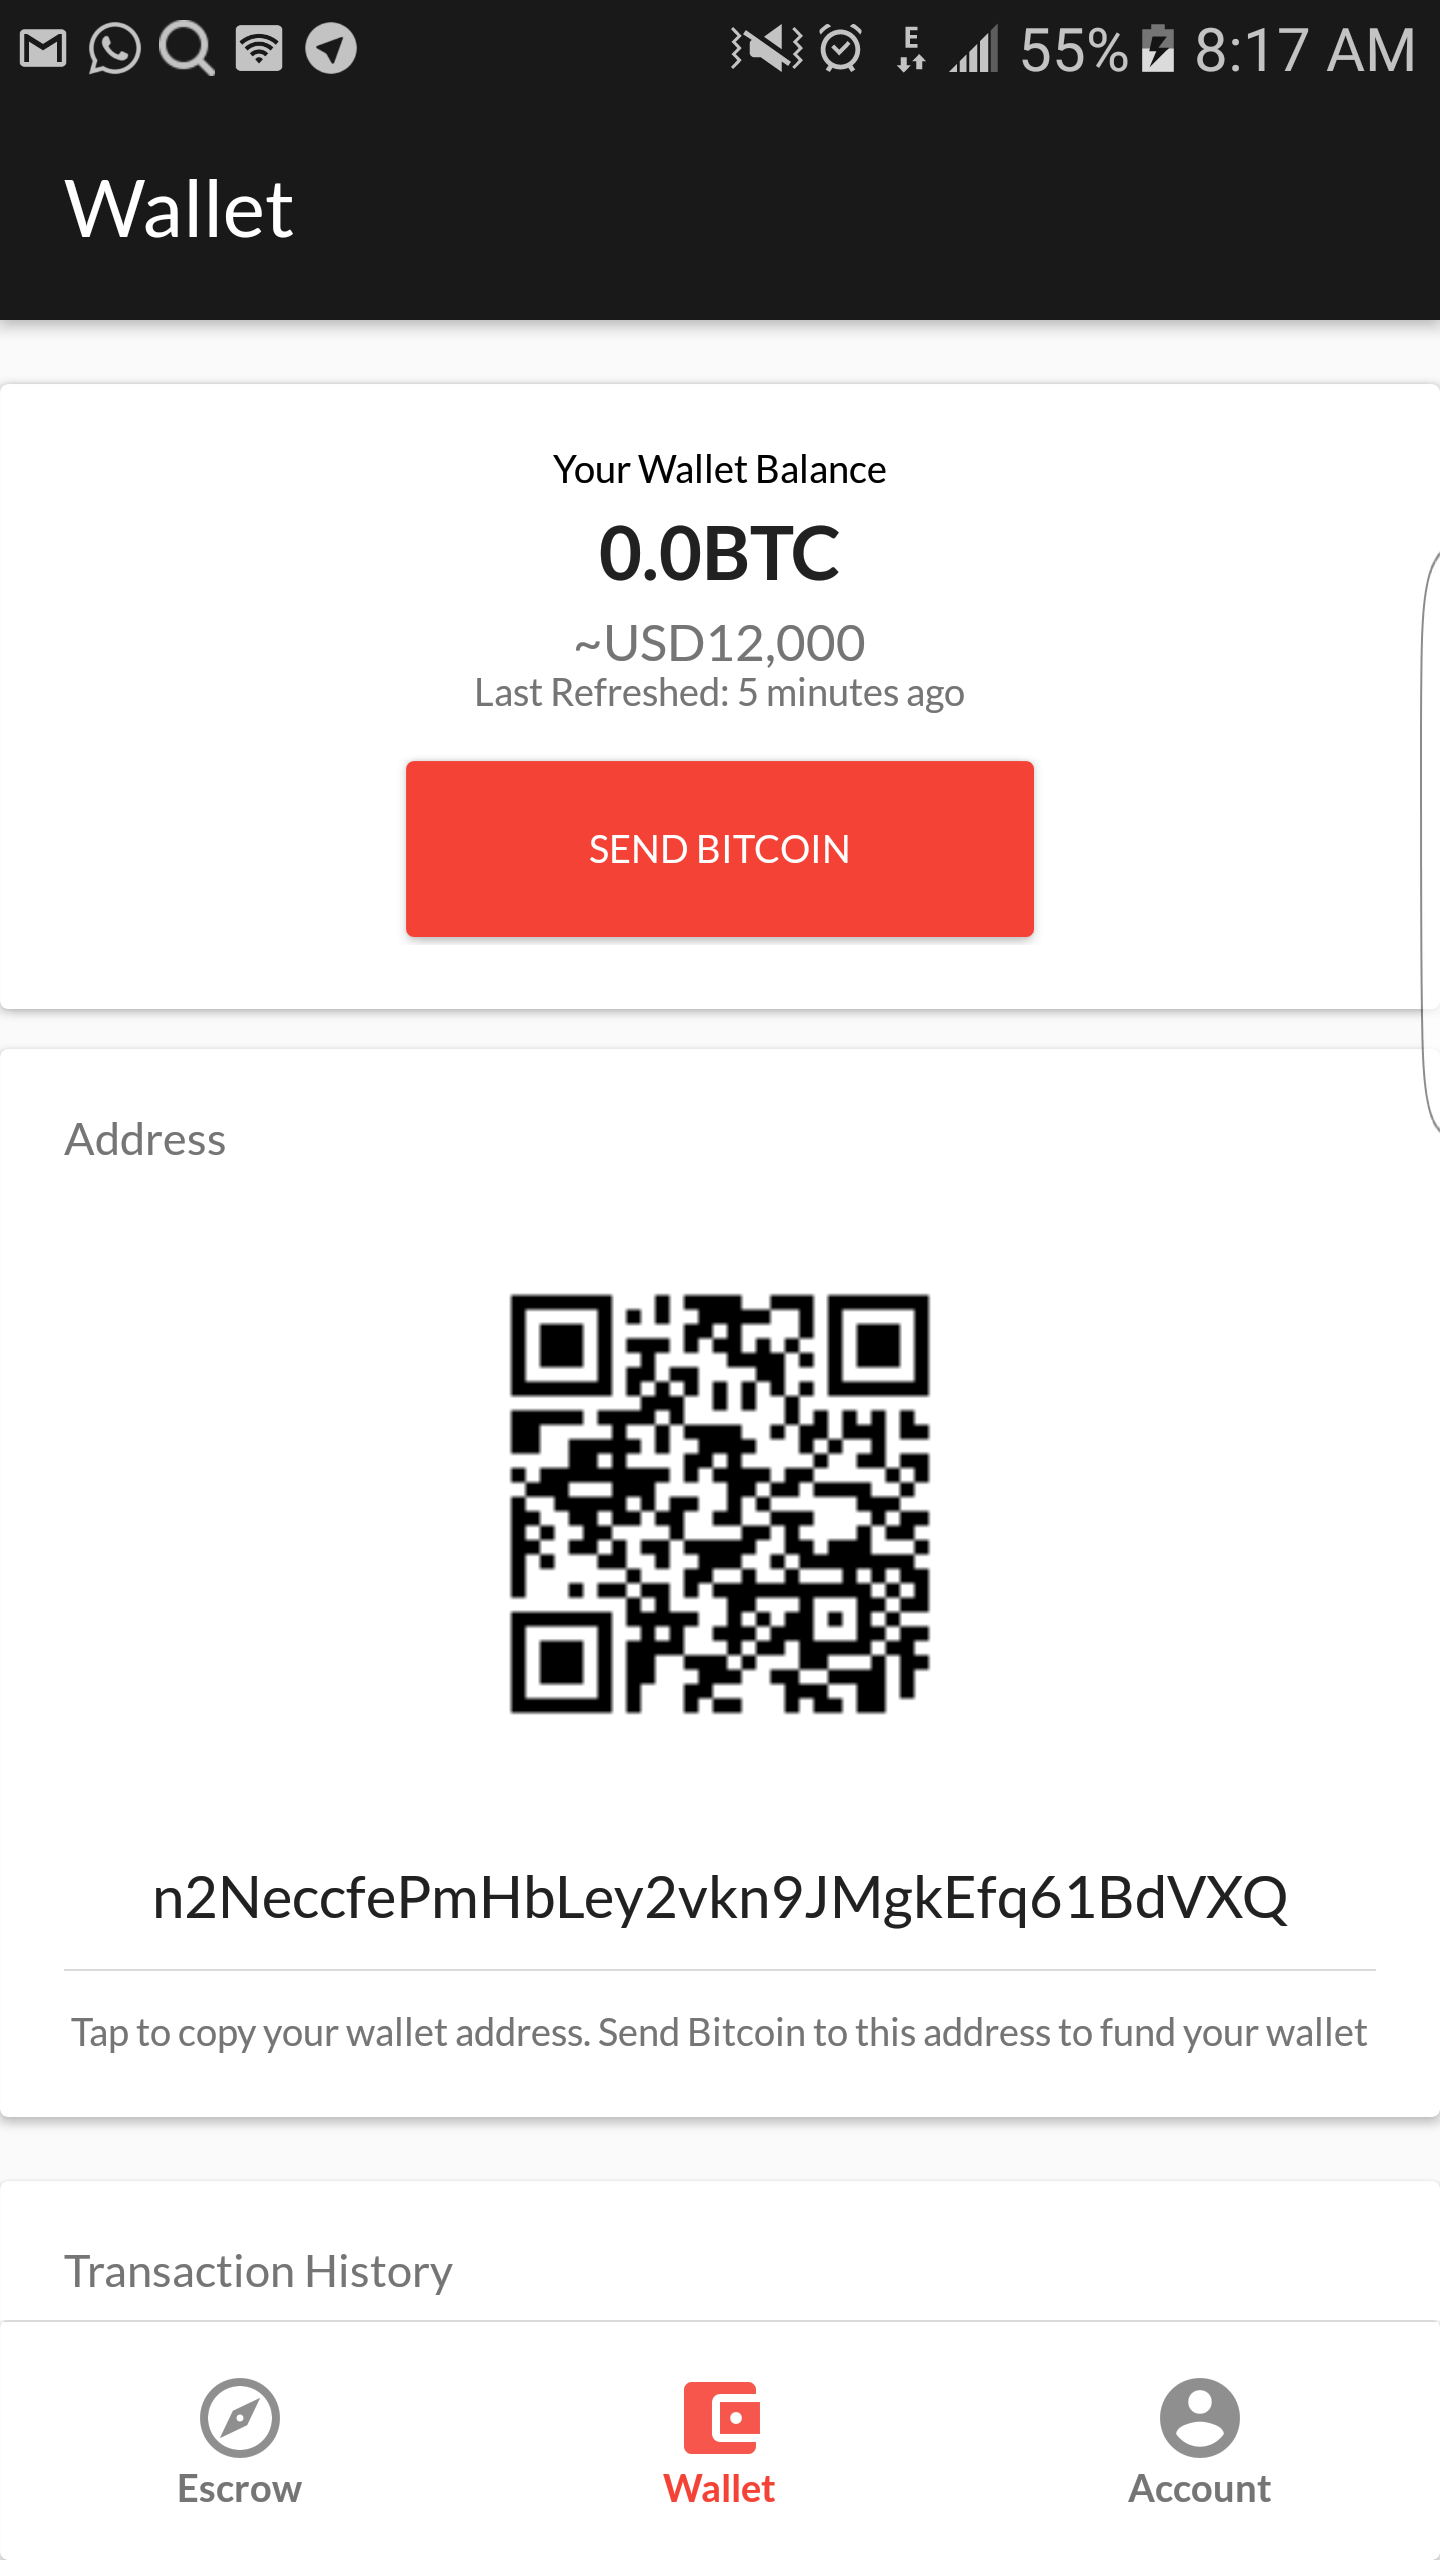 55% 8:17 AM
Wallet
Your Wallet Balance
0.0BTC
~USD12,000
Last Refreshed: 5 minutes ago
SEND BITCOIN
Address
n2NeccfePmHbLey2vkn9JMgkEfq61BdVXQ
Tap to copy your wallet address. Send Bitcoin to this address to fund your wallet
Transaction History
Escrow Wallet Account